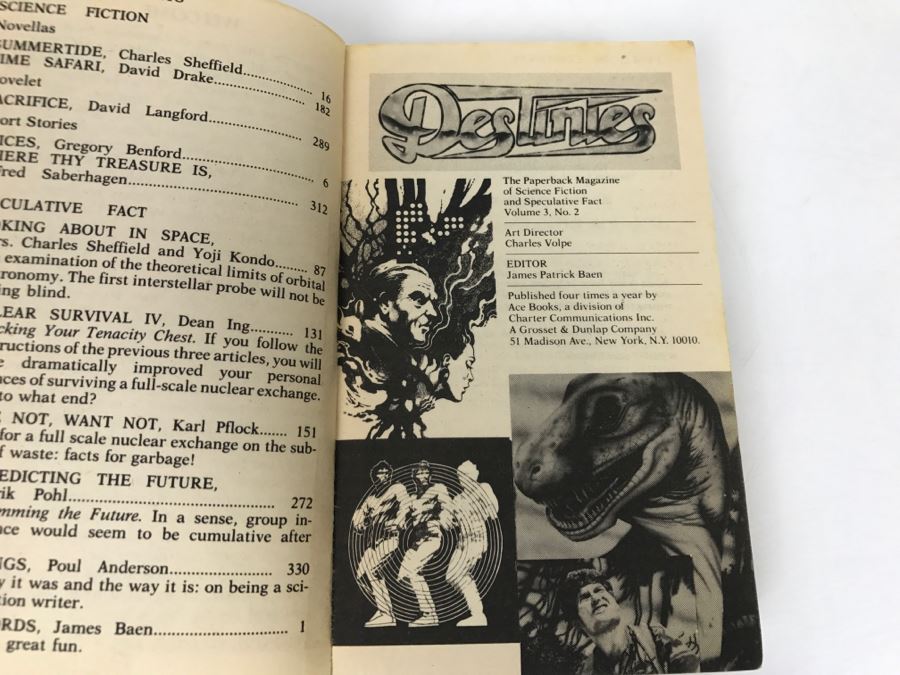 SCIENCE FICTION
Novellas
SUMMERTIDE, Charles Sheffield
16
TIME SAFARI, David Drake
182
ovelet
ACRIFICE, David Langford
289
ort Stories
ICES, Gregory Benford
6
HERE THY TREASURE IS,
red Saberhagen
312
CULATIVE FACT
OKING ABOUT IN SPACE,
rs. Charles Sheffield and Yoji Kondo........ 87
examination of the theoretical limits of orbital
tronomy. The first interstellar probe will not be
ing blind.
LEAR SURVIVAL IV, Dean Ing.......... 131
cking Your Tenacity Chest. If you follow the
tructions of the previous three articles, you will
e dramatically improved your personal
nces of surviving a full-scale nuclear exchange.
to what end?
E NOT, WANT NOT, Karl Pflock....... 151
for a full scale nuclear exchange on the sub-
f waste: facts for garbage!
EDICTING THE FUTURE,
rik Pohl.................................... 272
mming the Future. In a sense, group in-
nce would seem to be cumulative after
NGS, Poul Anderson................... 330
y it was and the way it is: on being a sci-
tion writer.
RDS, James Baen......................... 1
great fun.
Destinies
The Paperback Magazine
of Science Fiction
and Speculative Fact
Volume 3, No. 2
Art Director
Charles Volpe
EDITOR
James Patrick Baen
Published four times a year by
Ace Books, a division of
Charter Communications Inc.
A Grosset & Dunlap Company
51 Madison Ave., New York, N.Y. 10010.